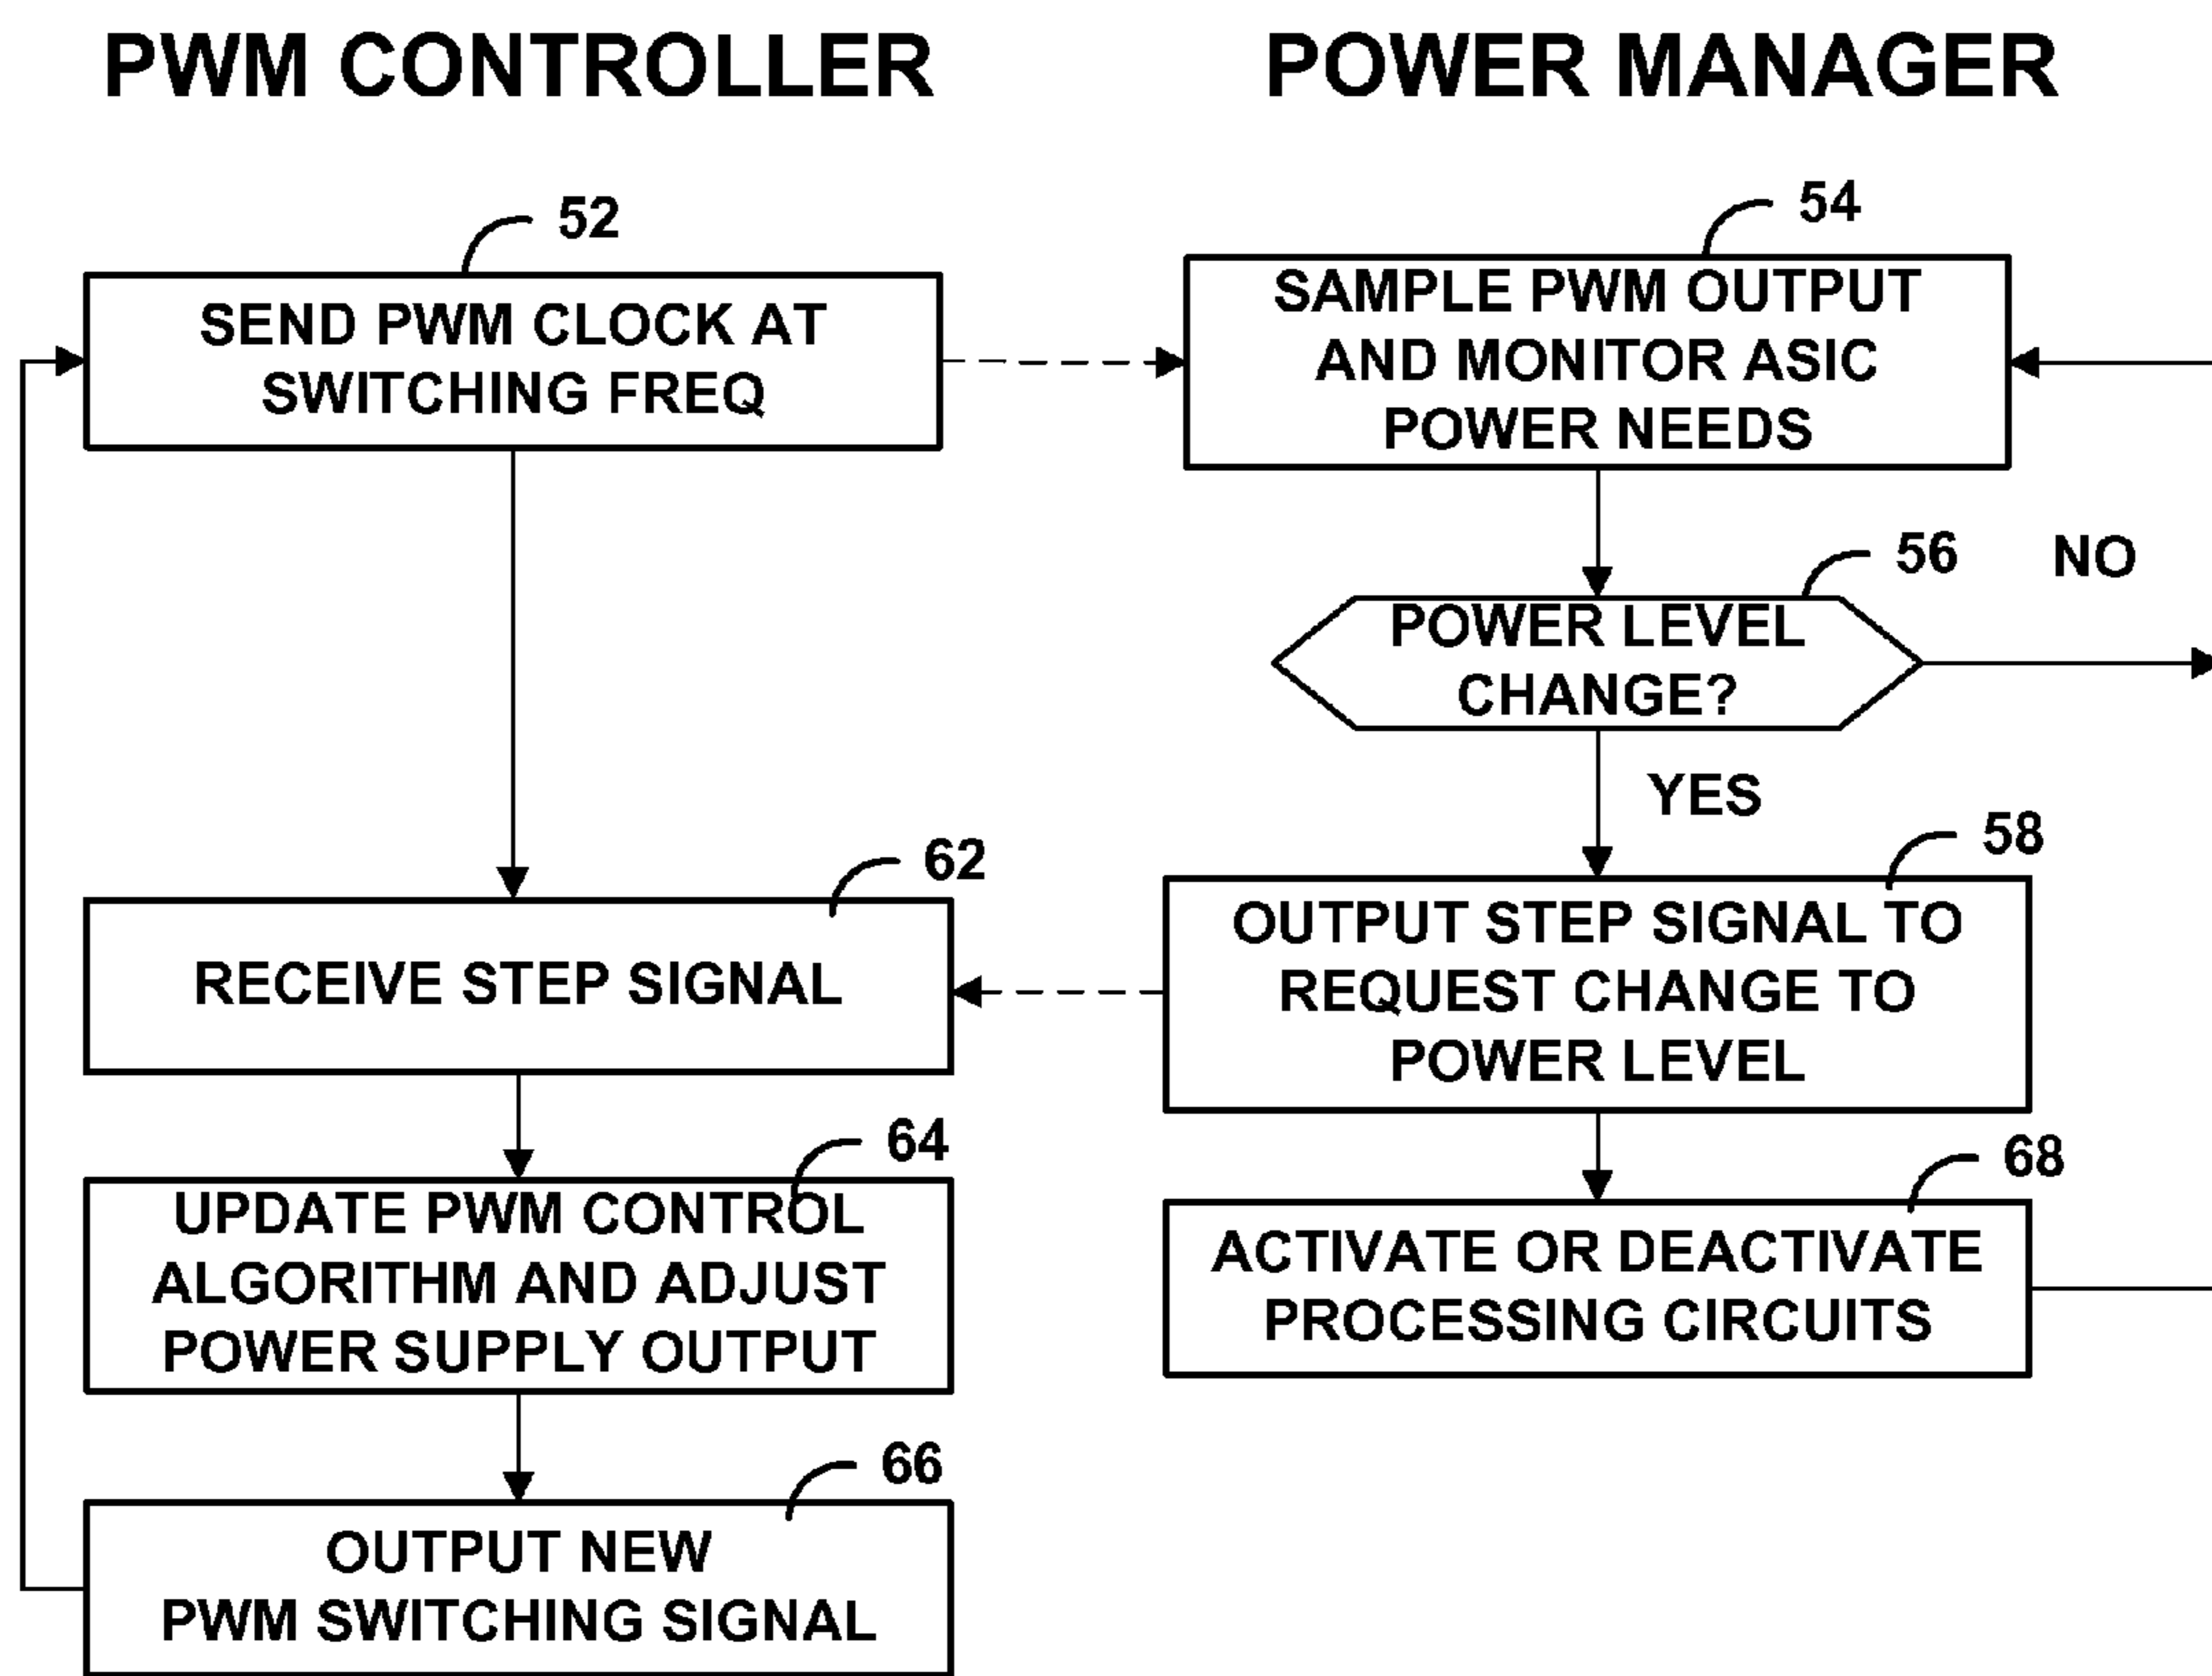 PWM CONTROLLER
POWER MANAGER
52
SEND PWM CLOCK AT
SWITCHING FREQ
54
SAMPLE PWM OUTPUT
AND MONITOR ASIC
POWER NEEDS
56
NO
POWER LEVEL
CHANGE?
YES
58
OUTPUT STEP SIGNAL TO
REQUEST CHANGE TO
POWER LEVEL
62
RECEIVE STEP SIGNAL
64
UPDATE PWM CONTROL
ALGORITHM AND ADJUST
POWER SUPPLY OUTPUT
68
ACTIVATE OR DEACTIVATE
PROCESSING CIRCUITS
66
OUTPUT NEW
PWM SWITCHING SIGNAL